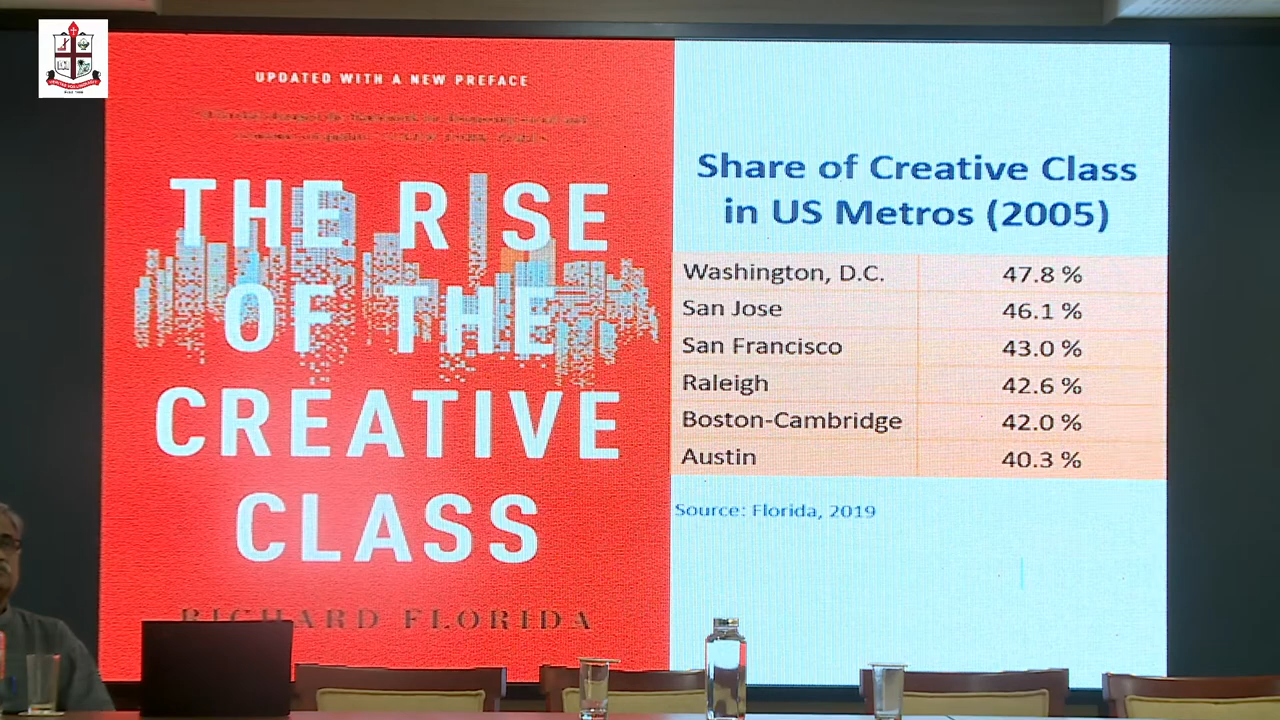 UPDATED WITH A NEW PREFACE
THE RISE
OF THE
CREATIVE
CLASS
RICHARD FLORIDA
Share of Creative Class
in US Metros (2005)
Washington, D.C. 47.8 %
San Jose 46.1 %
San Francisco 43.0 %
Raleigh 42.6 %
Boston-Cambridge 42.0 %
Austin 40.3 %
Source: Florida, 2019